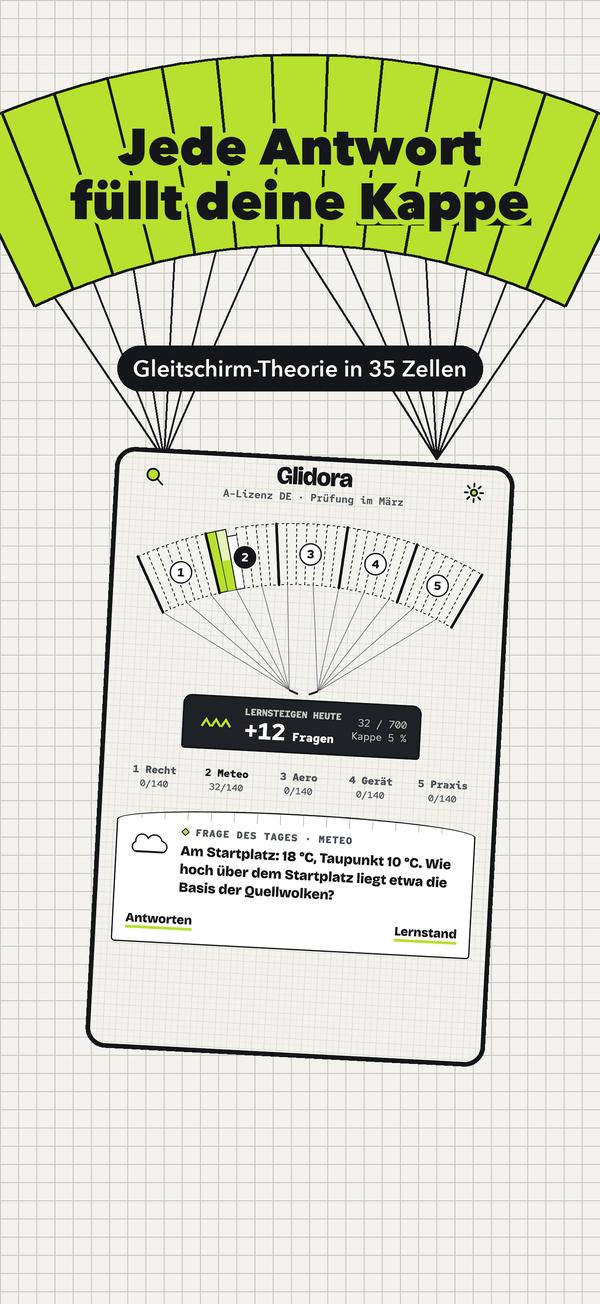 Jede Antwort
füllt deine Kappe
Gleitschirm-Theorie in 35 Zellen
Glidora
A-Lizenz DE · Prüfung im März
1
2
3
4
5
LERNSTEIGEN HEUTE
+12 Fragen
32 / 700
Kappe 5 %
1 Recht
0/140
2 Meteo
32/140
3 Aero
0/140
4 Gerät
0/140
5 Praxis
0/140
FRAGE DES TAGES · METEO
Am Startplatz: 18 °C, Taupunkt 10 °C. Wie
hoch über dem Startplatz liegt etwa die
Basis der Quellwolken?
Antworten
Lernstand